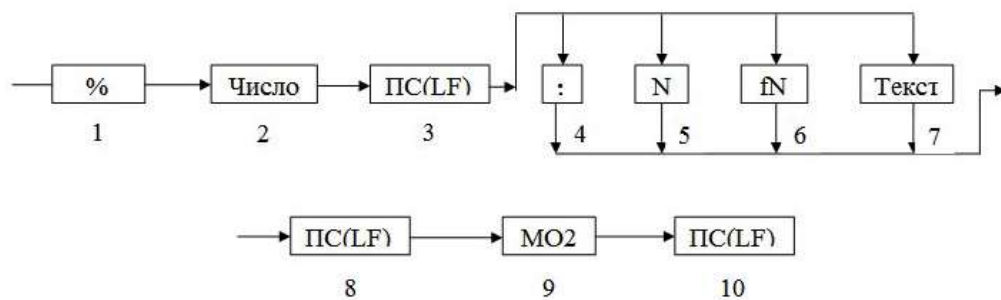 % Число ПС(LF) : N fN Текст
1 2 3 4 5 6 7
ПС(LF) МО2 ПС(LF)
8 9 10